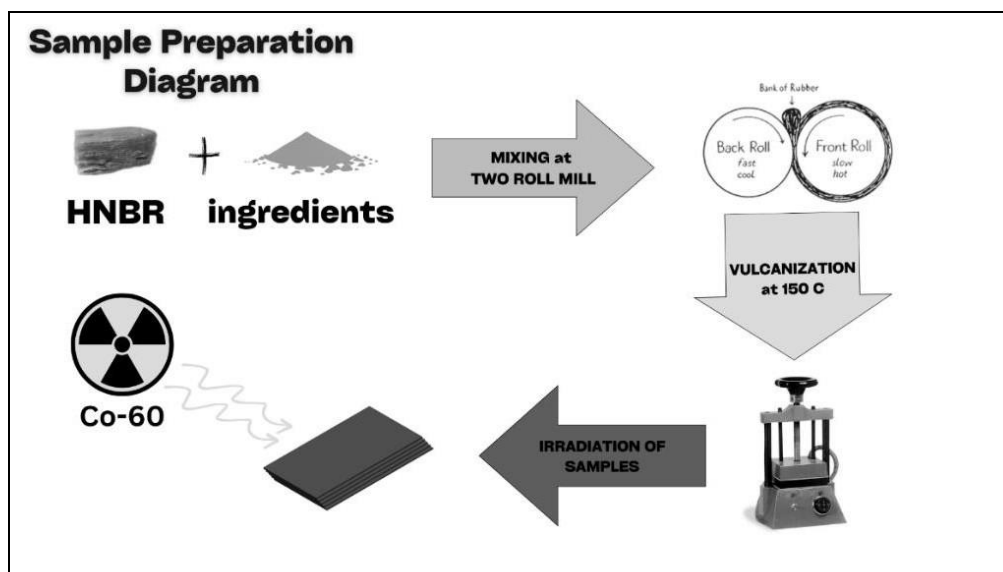 Sample Preparation
Diagram
HNBR
+
ingredients
MIXING at
TWO ROLL MILL
Bank of Rubber
Back Roll
fast
cool
Front Roll
slow
hot
VULCANIZATION
at 150 C
Co-60
IRRADIATION OF
SAMPLES